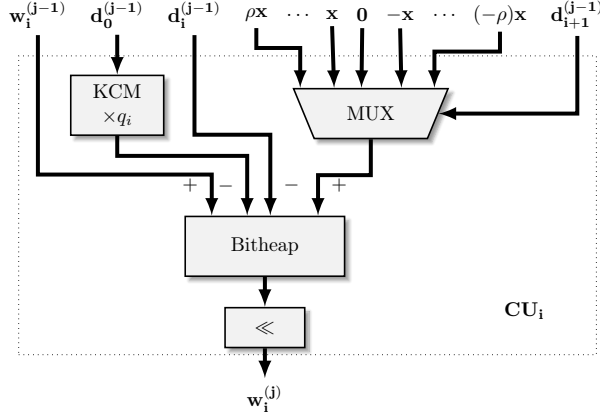 w_i^(j−1) d_0^(j−1) d_i^(j−1) ρx ⋯ x 0 −x ⋯ (−ρ)x d_{i+1}^(j−1)
KCM
×q_i
MUX
+ − − +
Bitheap
≪
CU_i
w_i^(j)